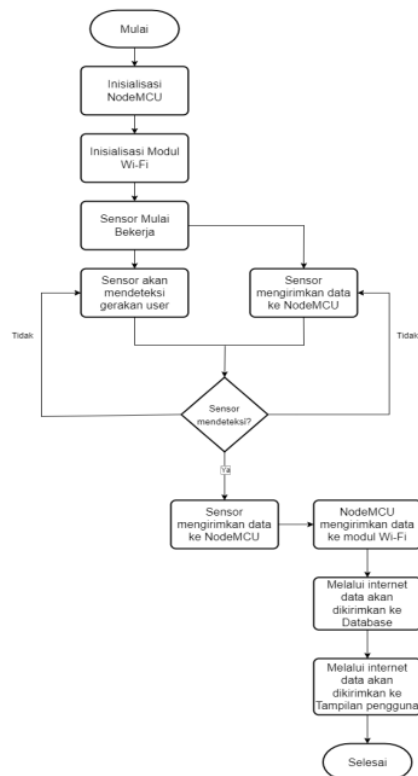 Mulai
Inisialisasi
NodeMCU
Inisialisasi Modul
Wi-Fi
Sensor Mulai
Bekerja
Sensor akan
mendeteksi
gerakan user
Sensor
mengirimkan data
ke NodeMCU
Tidak
Tidak
Sensor
mendeteksi?
Ya
Sensor
mengirimkan data
ke NodeMCU
NodeMCU
mengirimkan data
ke modul Wi-Fi
Melalui internet
data akan
dikirimkan ke
Database
Melalui internet
data akan
dikirimkan ke
Tampilan pengguna
Selesai